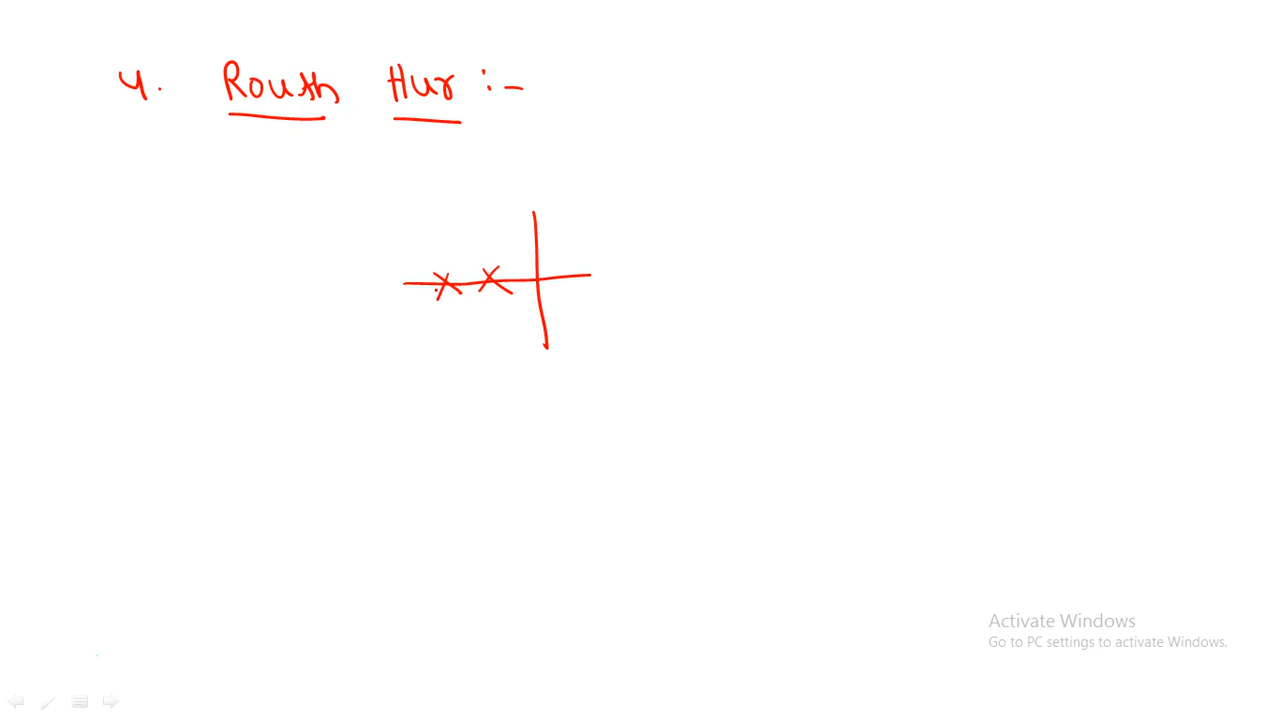 4. Routh Hur :-
Activate Windows
Go to PC settings to activate Windows.